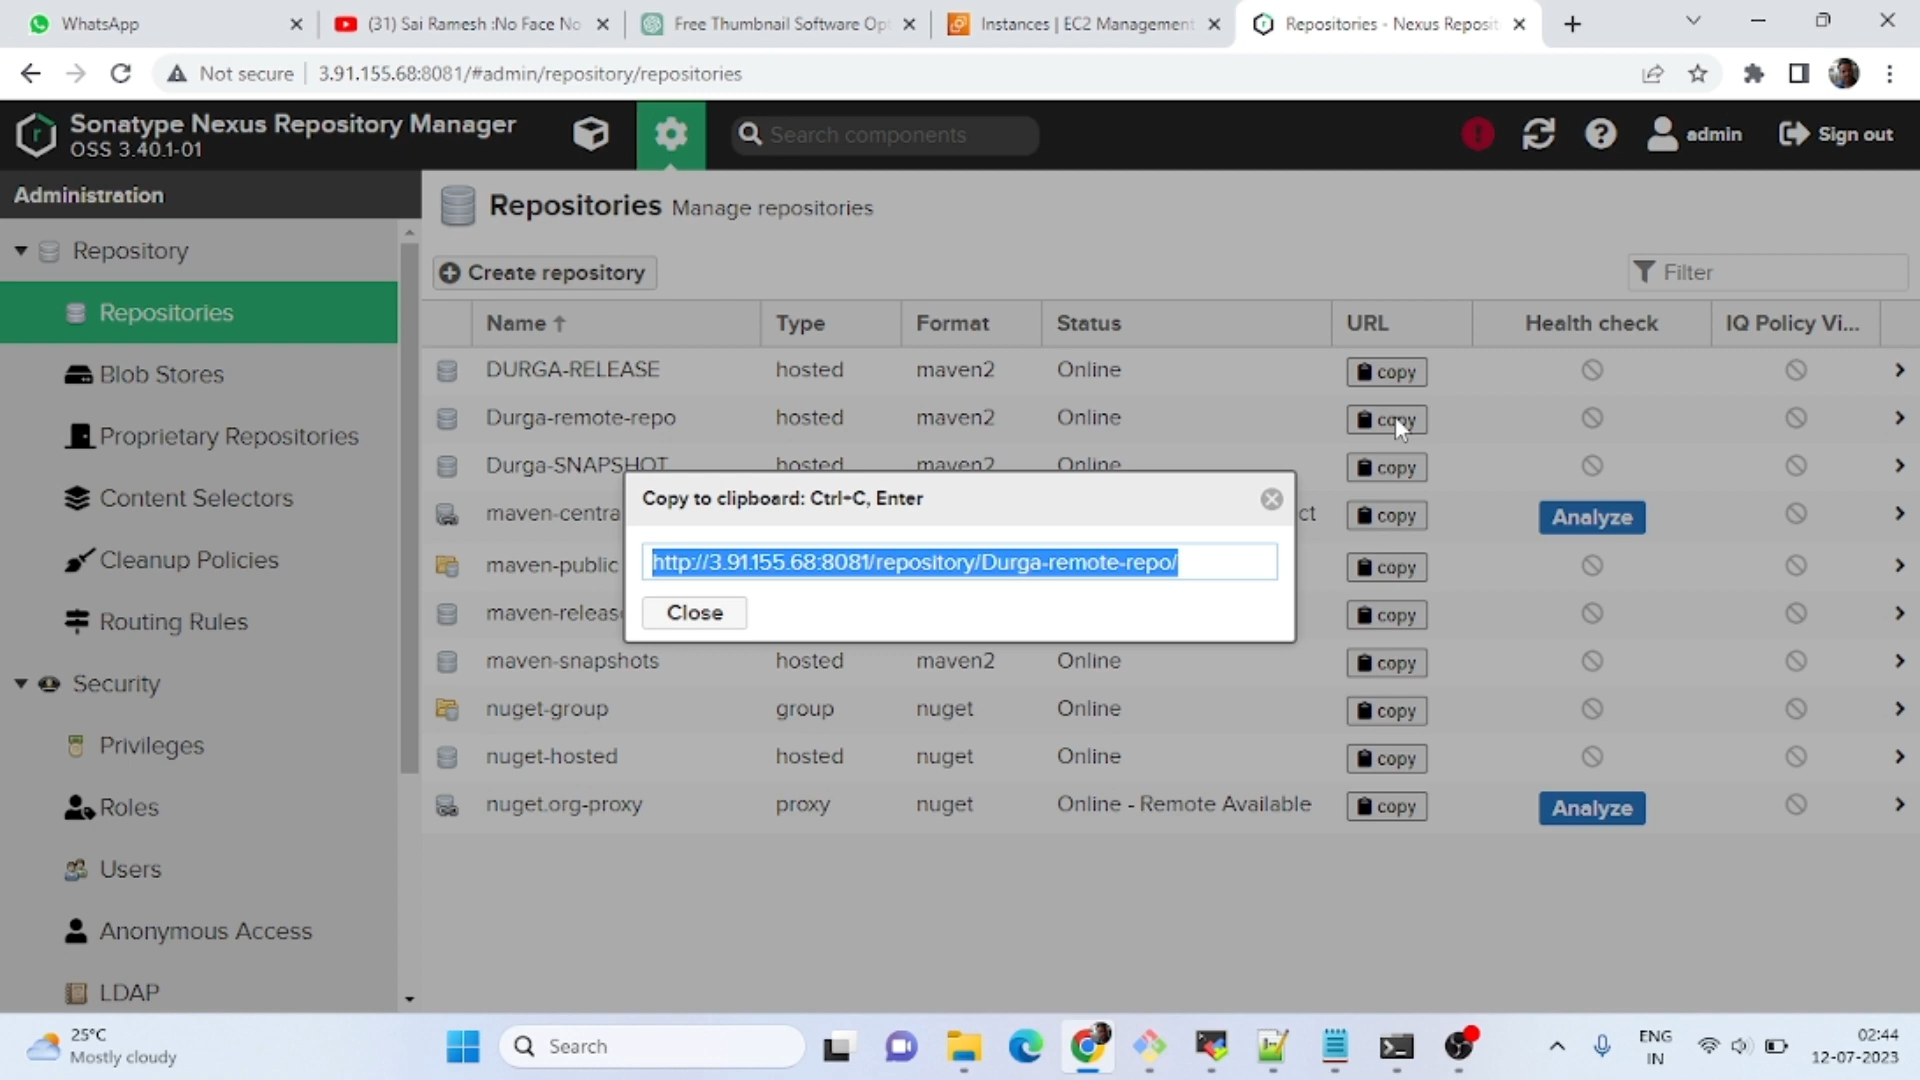 WhatsApp
(31) Sai Ramesh :No Face No
Free Thumbnail Software Opt
Instances | EC2 Management
Repositories - Nexus Reposit
Not secure
3.91.155.68:8081/#admin/repository/repositories
Sonatype Nexus Repository Manager
OSS 3.40.1-01
Search components
admin
Sign out
Administration
Repositories Manage repositories
Repository
Create repository
Filter
Repositories
Name
Type
Format
Status
URL
Health check
IQ Policy Vi...
DURGA-RELEASE hosted maven2 Online copy
Blob Stores
Durga-remote-repo hosted maven2 Online copy
Proprietary Repositories
Durga-SNAPSHOT hosted maven2 Online copy
Content Selectors
Copy to clipboard: Ctrl+C, Enter
maven-centra ct copy Analyze
Cleanup Policies
http://3.91.155.68:8081/repository/Durga-remote-repo/
maven-public copy
Routing Rules
maven-releas copy
Close
maven-snapshots hosted maven2 Online copy
Security
nuget-group group nuget Online copy
Privileges
nuget-hosted hosted nuget Online copy
Roles
nuget.org-proxy proxy nuget Online - Remote Available copy Analyze
Users
Anonymous Access
LDAP
25°C
Mostly cloudy
Search
ENG
IN
02:44
12-07-2023